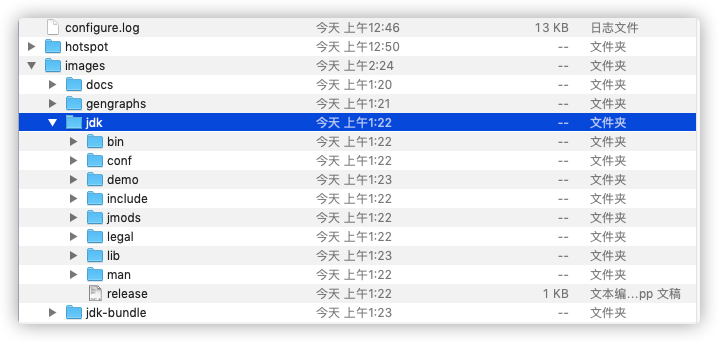 configure.log 今天 上午12:46 13 KB 日志文件
hotspot 今天 上午12:50 -- 文件夹
images 今天 上午2:24 -- 文件夹
docs 今天 上午1:20 -- 文件夹
gengraphs 今天 上午1:21 -- 文件夹
jdk 今天 上午1:22 -- 文件夹
bin 今天 上午1:22 -- 文件夹
conf 今天 上午1:22 -- 文件夹
demo 今天 上午1:23 -- 文件夹
include 今天 上午1:22 -- 文件夹
jmods 今天 上午1:22 -- 文件夹
legal 今天 上午1:22 -- 文件夹
lib 今天 上午1:23 -- 文件夹
man 今天 上午1:22 -- 文件夹
release 今天 上午1:22 1 KB 文本编...pp 文稿
jdk-bundle 今天 上午1:23 -- 文件夹